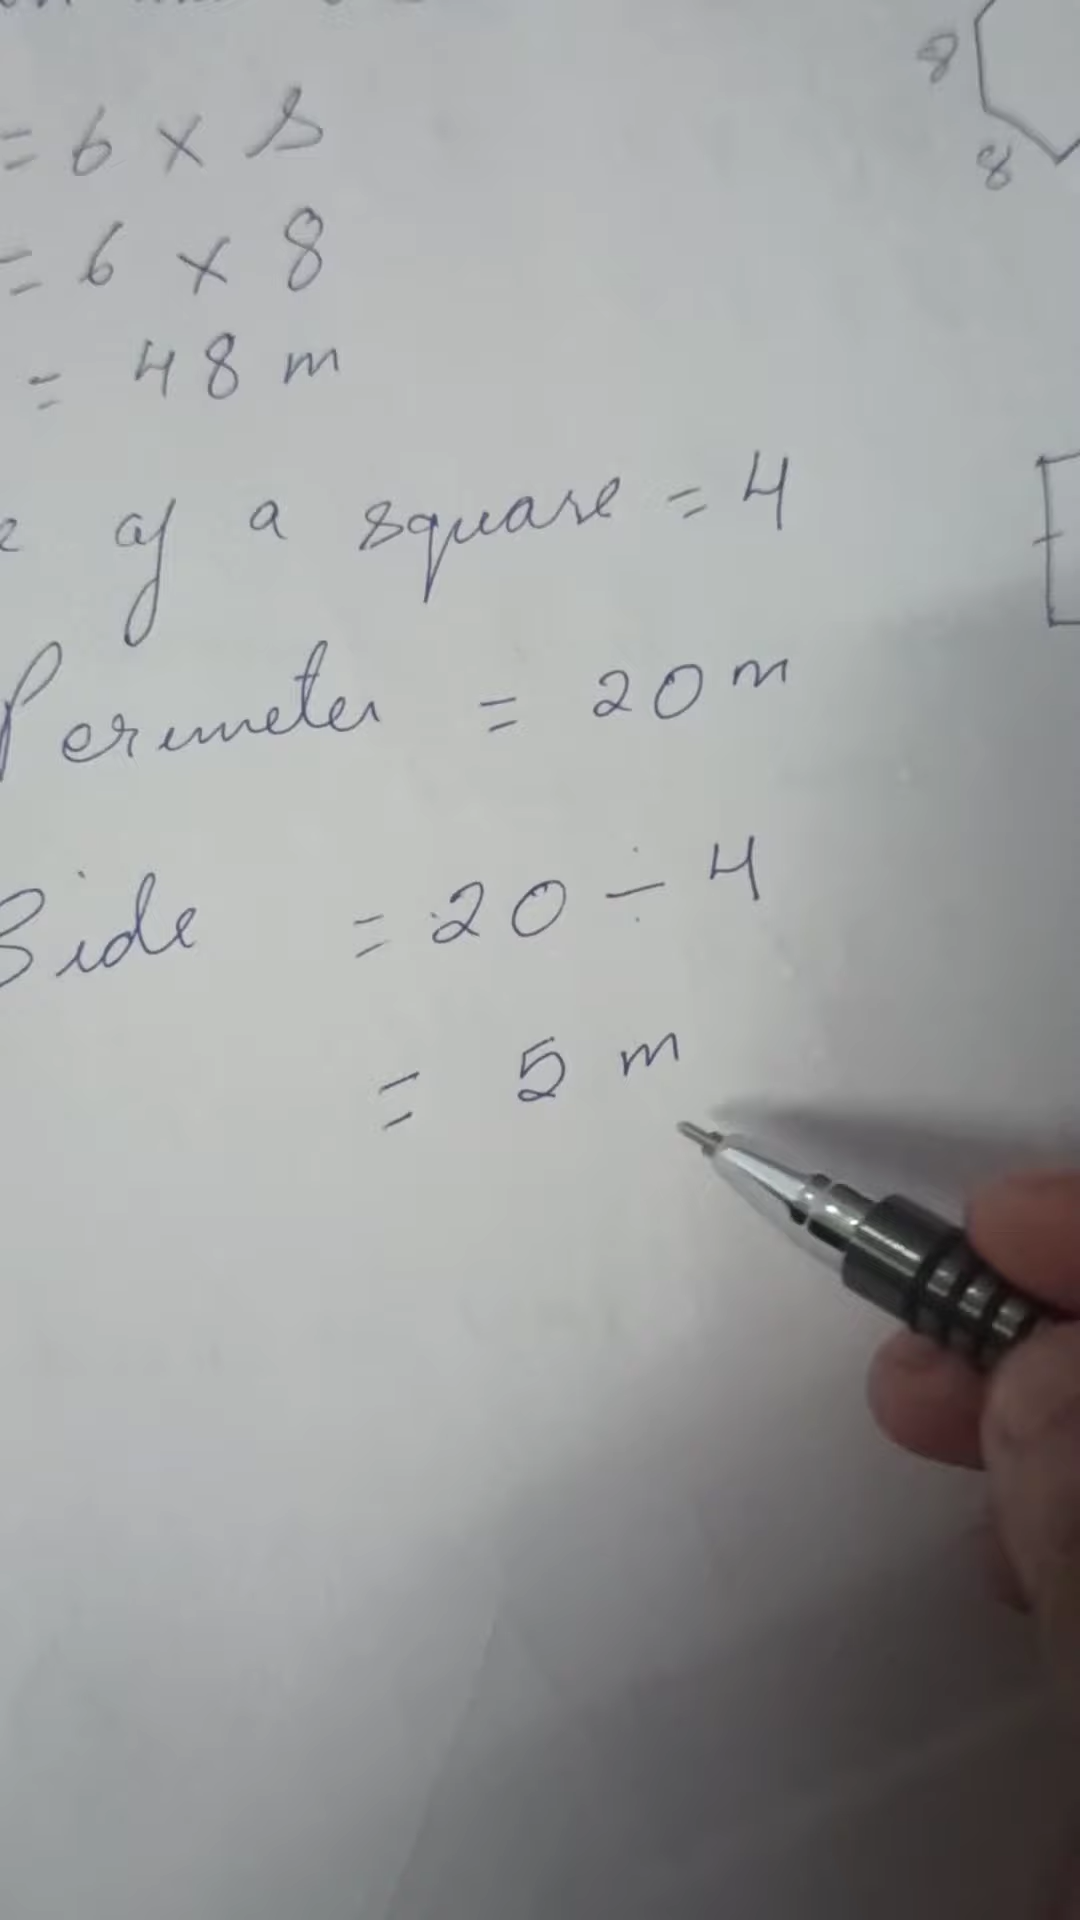 8
= 6 × S
8
= 6 × 8
= 48 m
of a square = 4
Perimeter = 20 m
Side = 20 ÷ 4
= 5 m